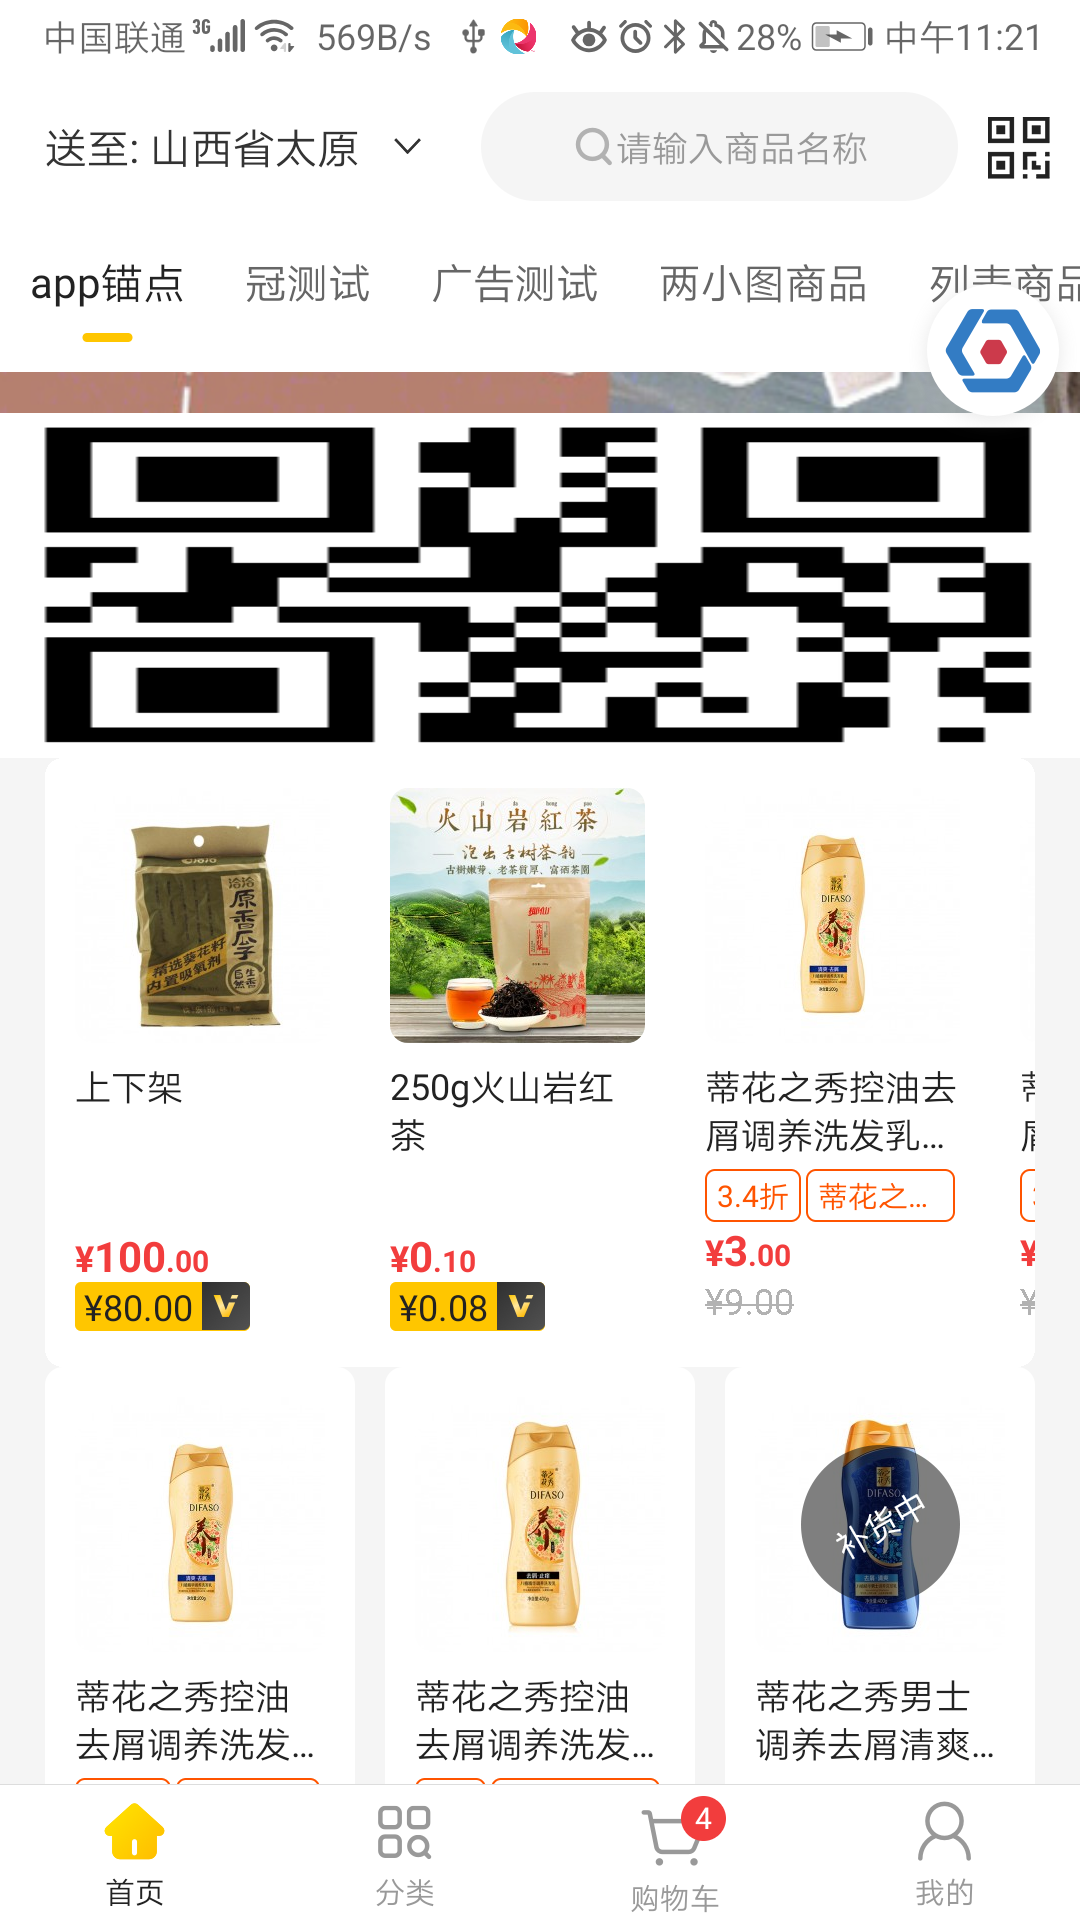 中国联通 3G 569B/s 28% 中午11:21
送至: 山西省太原
请输入商品名称
app锚点 冠测试 广告测试 两小图商品 列表商品
洽洽
原香瓜子
精选葵花籽
内置吸氧剂
火山岩紅茶
泡出古树茶韵
古樹嫩芽、老茶質厚、富硒茶園
DIFASO
上下架
250g火山岩红
茶
蒂花之秀控油去
屑调养洗发乳...
3.4折 蒂花之...
¥100.00
¥80.00 V
¥0.10
¥0.08 V
¥3.00
¥9.00
DIFASO
DIFASO
DIFASO
补货中
蒂花之秀控油
去屑调养洗发...
蒂花之秀控油
去屑调养洗发...
蒂花之秀男士
调养去屑清爽...
首页 分类 4 购物车 我的